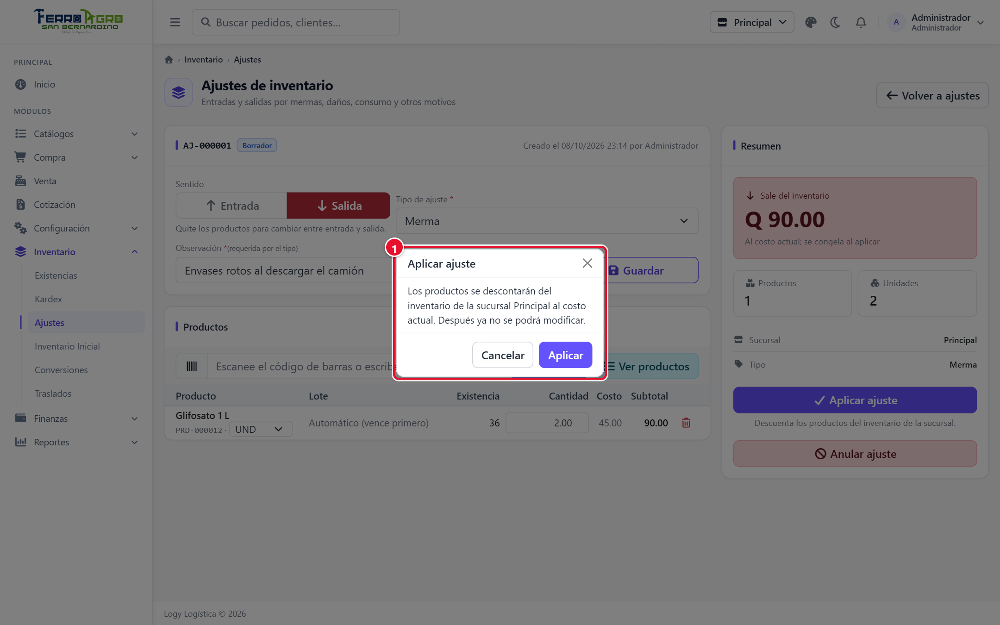 FERRO AGRO
SAN BERNARDINO
Buscar pedidos, clientes...
Principal
A
Administrador
Administrador
PRINCIPAL
Inicio
MÓDULOS
Catálogos
Compra
Venta
Cotización
Configuración
Inventario
Existencias
Kardex
Ajustes
Inventario Inicial
Conversiones
Traslados
Finanzas
Reportes
Inventario › Ajustes
Ajustes de inventario
Entradas y salidas por mermas, daños, consumo y otros motivos
Volver a ajustes
AJ-000001 Borrador
Creado el 08/10/2026 23:14 por Administrador
Sentido
Entrada
Salida
Quite los productos para cambiar entre entrada y salida.
Tipo de ajuste *
Merma
Observación *(requerida por el tipo)
Envases rotos al descargar el camión
Guardar
1
Aplicar ajuste
Los productos se descontarán del
inventario de la sucursal Principal al costo
actual. Después ya no se podrá modificar.
Cancelar
Aplicar
Productos
Escanee el código de barras o escrib
Ver productos
Producto Lote Existencia Cantidad Costo Subtotal
Glifosato 1 L
PRD-000012 · UND
Automático (vence primero) 36 2.00 45.00 90.00
Resumen
Sale del inventario
Q 90.00
Al costo actual; se congela al aplicar
Productos
1
Unidades
2
Sucursal Principal
Tipo Merma
Aplicar ajuste
Descuenta los productos del inventario de la sucursal.
Anular ajuste
Logy Logística © 2026